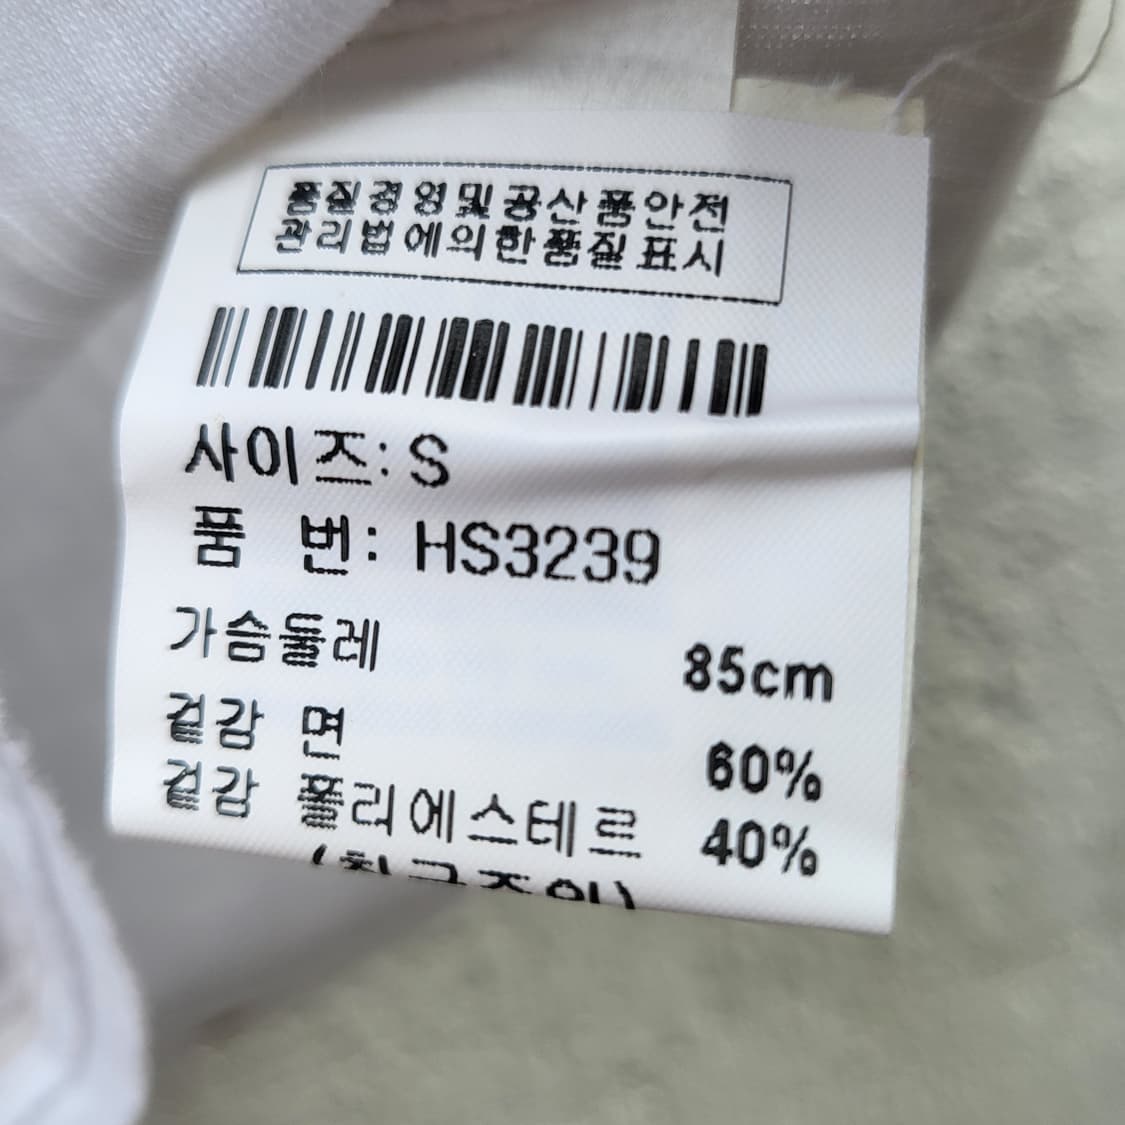 품질경영및공산품안전
관리법에의한품질표시
사이즈: S
품 번: HS3239
가슴둘레 85cm
겉감 면 60%
겉감 폴리에스테르 40%